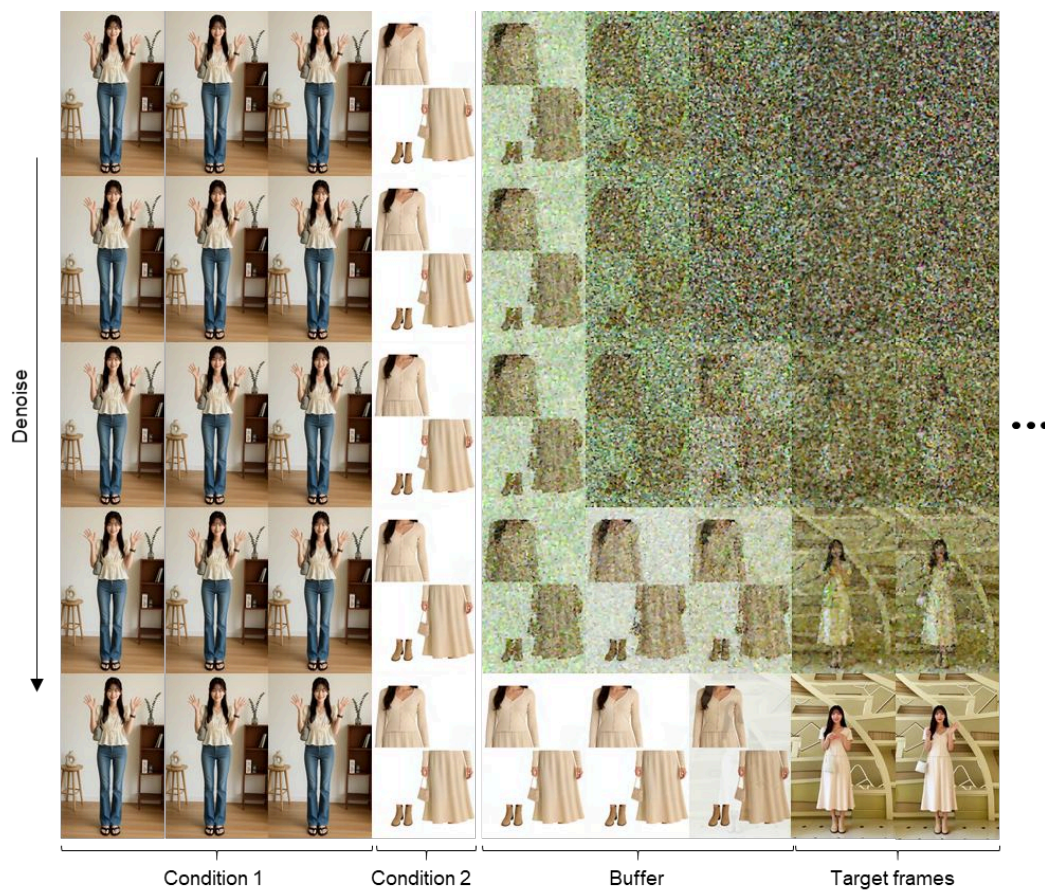 Denoise
Condition 1
Condition 2
Buffer
Target frames